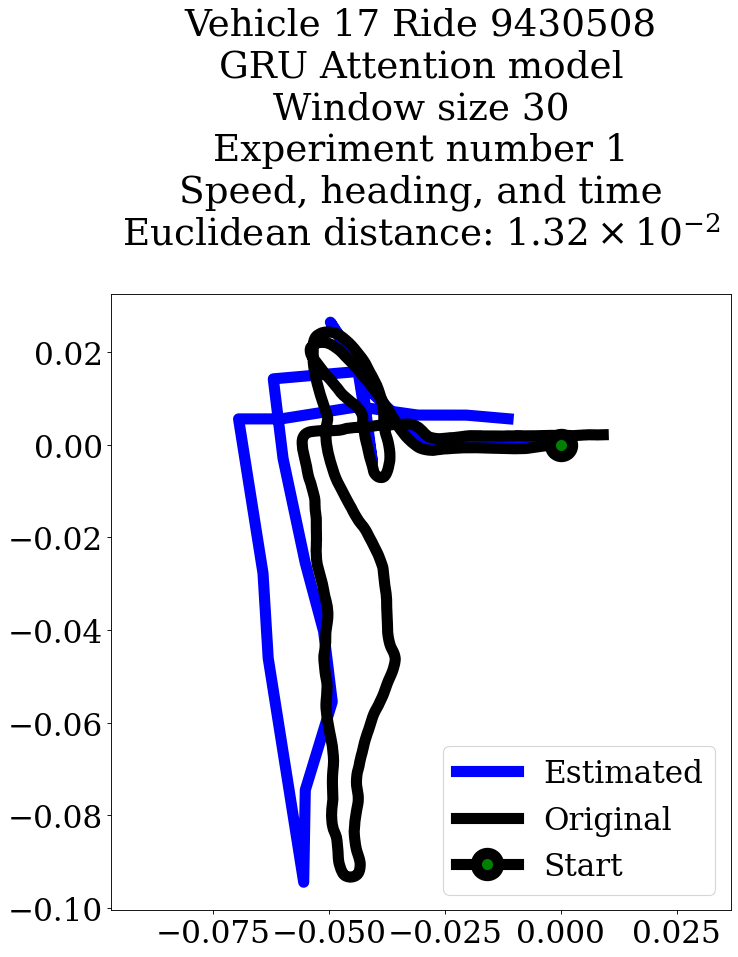 Vehicle 17 Ride 9430508
GRU Attention model
Window size 30
Experiment number 1
Speed, heading, and time
Euclidean distance: 1.32 × 10⁻²
0.02
0.00
−0.02
−0.04
−0.06
−0.08
−0.10
Estimated
Original
Start
−0.075
−0.050
−0.025
0.000
0.025